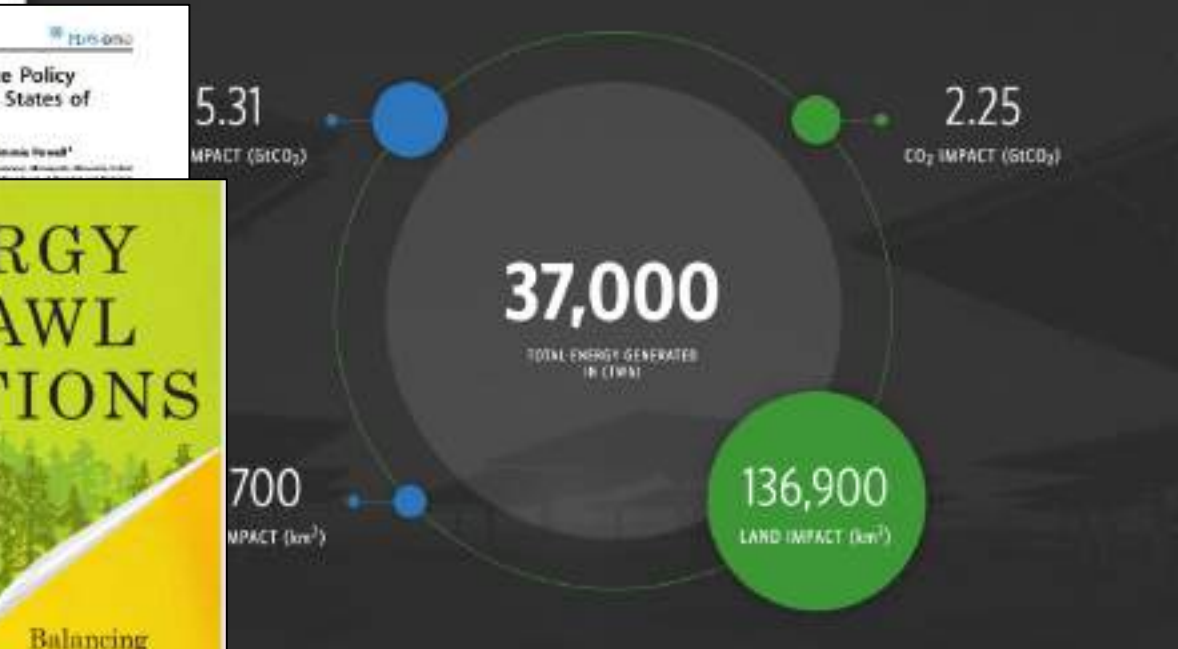 e Policy
States of
RGY
AWL
TIONS
Balancing
5.31
MPACT (GtCO₂)
2.25
CO₂ IMPACT (GtCO₂)
37,000
TOTAL ENERGY GENERATED
IN (TWh)
700
MPACT (km²)
136,900
LAND IMPACT (km²)